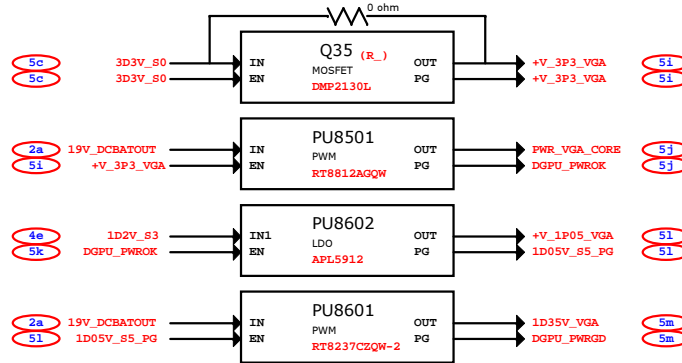 0 ohm
Q35 (R_)
5c 3D3V_S0 IN MOSFET OUT +V_3P3_VGA 5i
5c 3D3V_S0 EN DMP2130L PG +V_3P3_VGA 5i
PU8501
2a 19V_DCBATOUT IN PWM OUT PWR_VGA_CORE 5j
5i +V_3P3_VGA EN RT8812AGQW PG DGPU_PWROK 5j
PU8602
4e 1D2V_S3 IN1 LDO OUT +V_1P05_VGA 5l
5k DGPU_PWROK EN APL5912 PG 1D05V_S5_PG 5l
PU8601
2a 19V_DCBATOUT IN PWM OUT 1D35V_VGA 5m
5l 1D05V_S5_PG EN RT8237CZQW-2 PG DGPU_PWRGD 5m